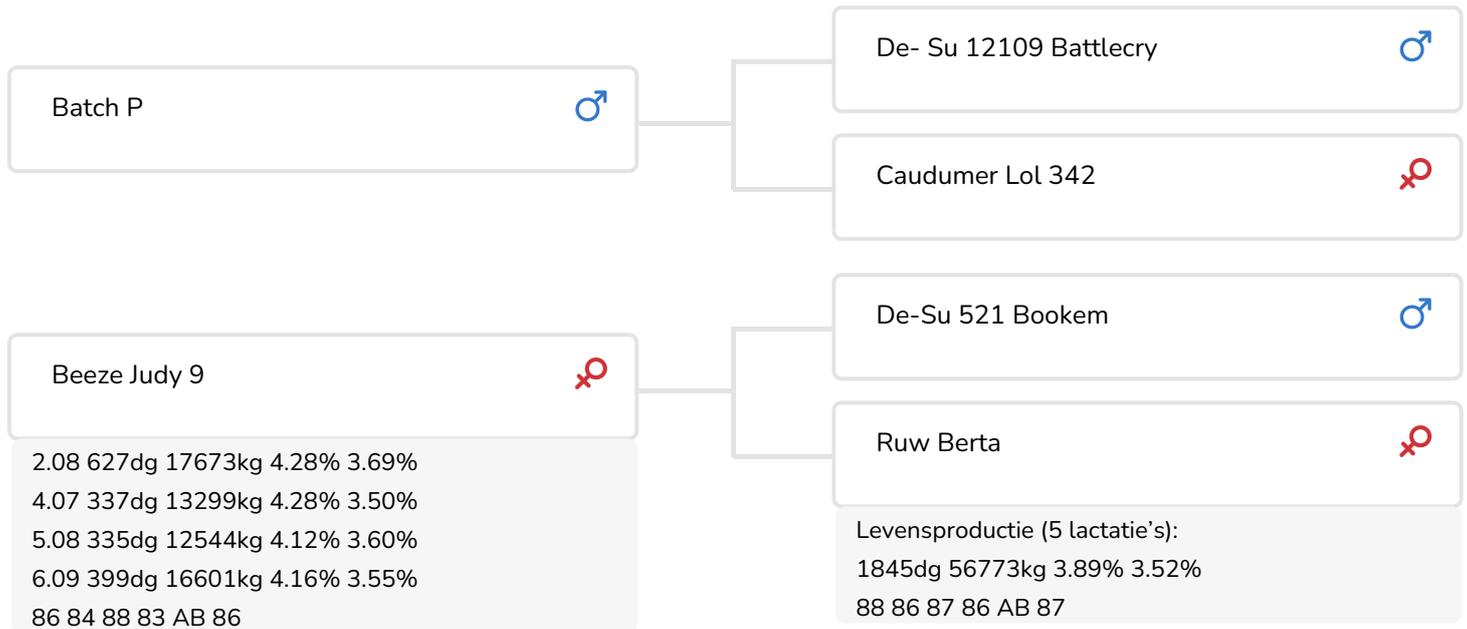 De- Su 12109 Battlecry
Batch P
Caudumer Lol 342
De-Su 521 Bookem
Beeze Judy 9
Ruw Berta
2.08 627dg 17673kg 4.28% 3.69%
4.07 337dg 13299kg 4.28% 3.50%
5.08 335dg 12544kg 4.12% 3.60%
6.09 399dg 16601kg 4.16% 3.55%
86 84 88 83 AB 86
Levensproductie (5 lactatie’s):
1845dg 56773kg 3.89% 3.52%
88 86 87 86 AB 87